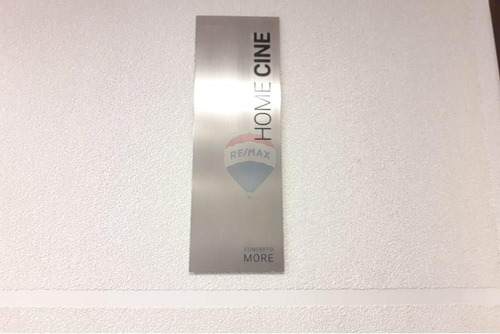 HOME CINE
RE/MAX
CONCEPTO
MORE